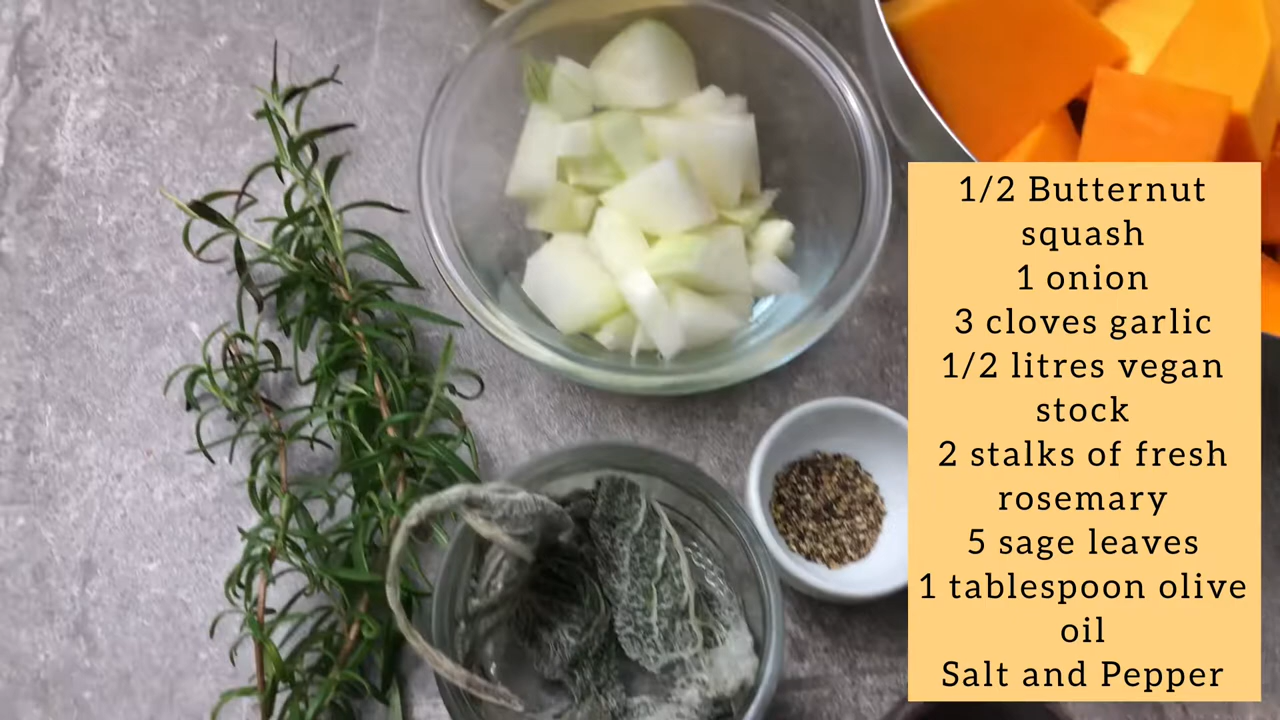 1/2 Butternut
squash
1 onion
3 cloves garlic
1/2 litres vegan
stock
2 stalks of fresh
rosemary
5 sage leaves
1 tablespoon olive
oil
Salt and Pepper